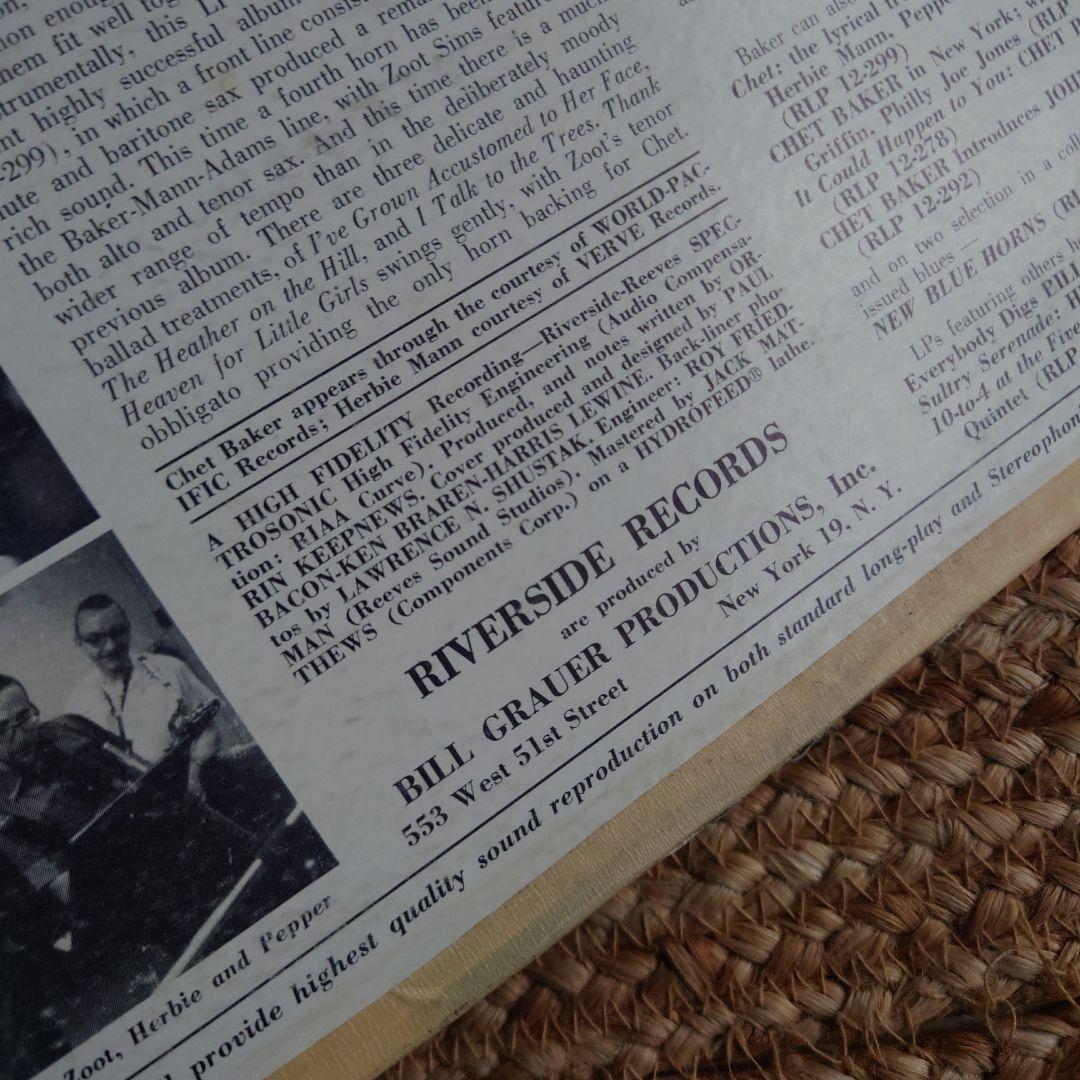 on, enough
them fit well tog
strumentally, this L
nt highly successful album
-299), in which a front line consis
lute and baritone sax produced a rema
rich sound. This time a fourth horn has been
the Baker-Mann-Adams line, with Zoot Sims featur
both alto and tenor sax. And this time there is a much
wider range of tempo than in the deliberately moody
previous album. There are three delicate and haunting
ballad treatments, of I've Grown Accustomed to Her Face,
The Heather on the Hill, and I Talk to the Trees. Thank
Heaven for Little Girls swings gently, with Zoot's tenor
obbligato providing the only horn backing for Chet.
Chet Baker appears through the courtesy of WORLD-PAC-
IFIC Records; Herbie Mann courtesy of VERVE Records.
A HIGH FIDELITY Recording—Riverside-Reeves SPEC-
TROSONIC High Fidelity Engineering (Audio Compensa-
tion: RIAA Curve). Produced, and notes written by OR-
RIN KEEPNEWS. Cover produced and designed by PAUL
BACON-KEN BRAREN-HARRIS LEWINE. Back-liner pho-
tos by LAWRENCE N. SHUSTAK. Engineer: ROY FRIED-
MAN (Reeves Sound Studios). Mastered by JACK MAT-
THEWS (Components Corp.) on a HYDROFEED® lathe.
RIVERSIDE RECORDS
are produced by
BILL GRAUER PRODUCTIONS, Inc.
553 West 51st Street New York 19, N. Y.
Baker can also
Chet: the lyrical tr
Herbie Mann, Pepper
(RLP 12-299)
CHET BAKER in New York; w
Griffin, Philly Joe Jones (RLP
It Could Happen to You: CHET B
(RLP 12-278)
CHET BAKER Introduces JOH
(RLP 12-292)
and on two selection in a coll
issued blues —
NEW BLUE HORNS (RL
LPs featuring others h
Everybody Digs PILL
Sultry Serenade: H
10-to-4 at the Fire
Quintet (RLP
Zoot, Herbie and Pepper
provide highest quality sound reproduction on both standard long-play and Stereophon